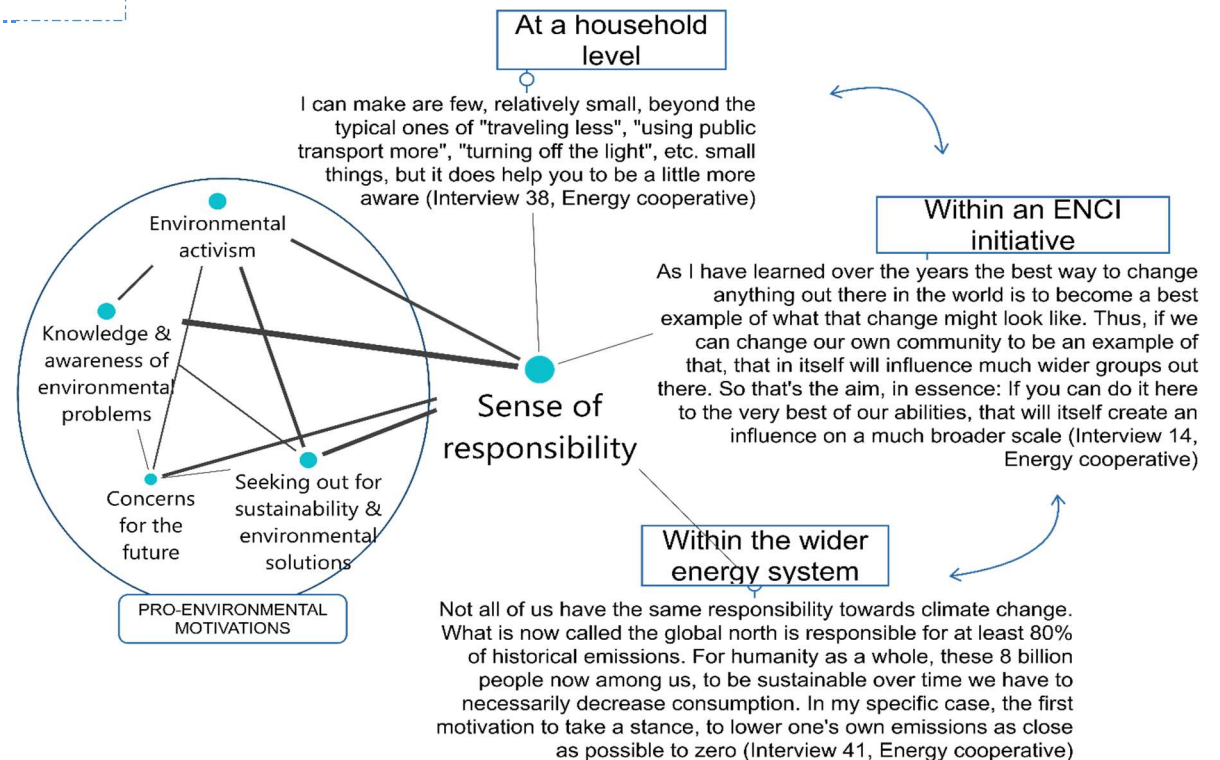 At a household
level
I can make are few, relatively small, beyond the
typical ones of "traveling less", "using public
transport more", "turning off the light", etc. small
things, but it does help you to be a little more
aware (Interview 38, Energy cooperative)
Within an ENCI
initiative
As I have learned over the years the best way to change
anything out there in the world is to become a best
example of what that change might look like. Thus, if we
can change our own community to be an example of
that, that in itself will influence much wider groups out
there. So that's the aim, in essence: If you can do it here
to the very best of our abilities, that will itself create an
influence on a much broader scale (Interview 14,
Energy cooperative)
Environmental
activism
Knowledge &
awareness of
environmental
problems
Concerns
for the
future
Seeking out for
sustainability &
environmental
solutions
PRO-ENVIRONMENTAL
MOTIVATIONS
Sense of
responsibility
Within the wider
energy system
Not all of us have the same responsibility towards climate change.
What is now called the global north is responsible for at least 80%
of historical emissions. For humanity as a whole, these 8 billion
people now among us, to be sustainable over time we have to
necessarily decrease consumption. In my specific case, the first
motivation to take a stance, to lower one's own emissions as close
as possible to zero (Interview 41, Energy cooperative)